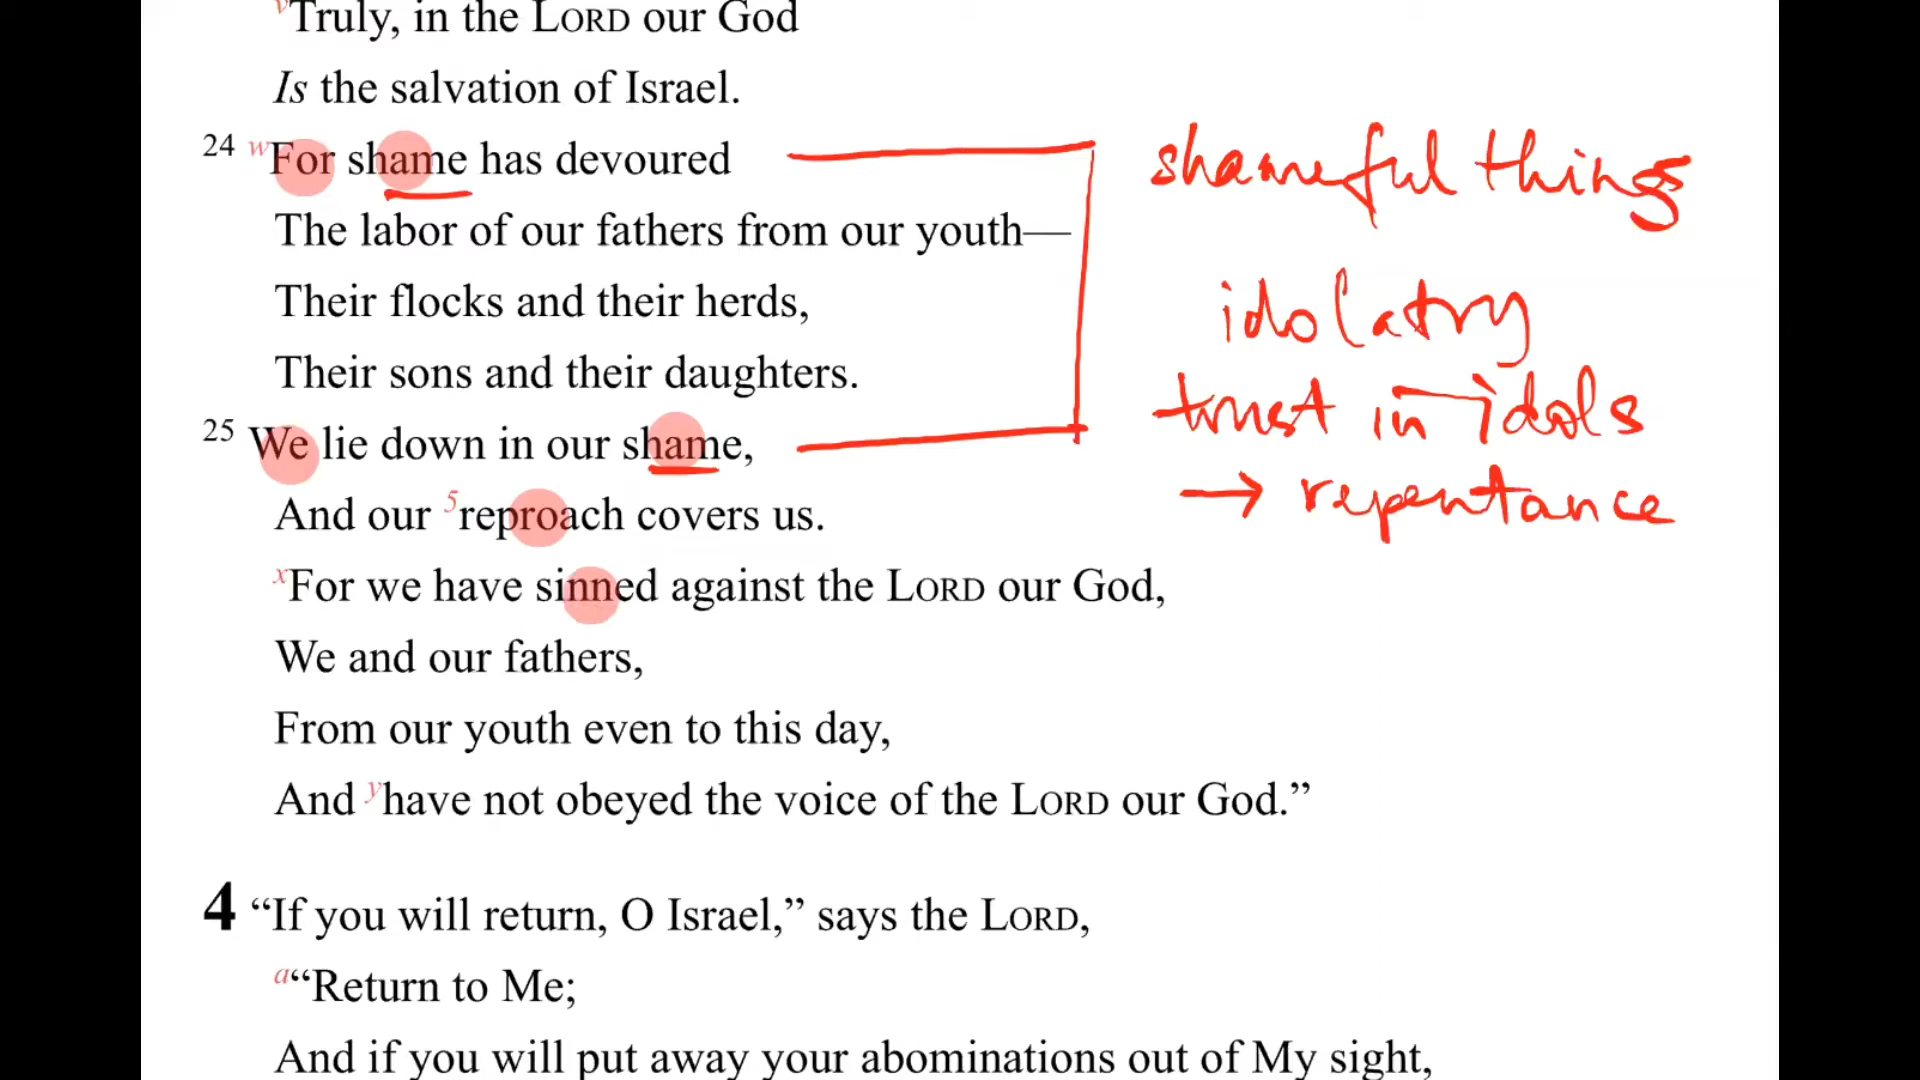 vTruly, in the LORD our God
Is the salvation of Israel.
24 wFor shame has devoured
The labor of our fathers from our youth—
Their flocks and their herds,
Their sons and their daughters.
25 We lie down in our shame,
And our 5reproach covers us.
xFor we have sinned against the LORD our God,
We and our fathers,
From our youth even to this day,
And yhave not obeyed the voice of the LORD our God.”
4 “If you will return, O Israel,” says the LORD,
a“Return to Me;
And if you will put away your abominations out of My sight,
shameful things
idolatry
trust in idols
→ repentance